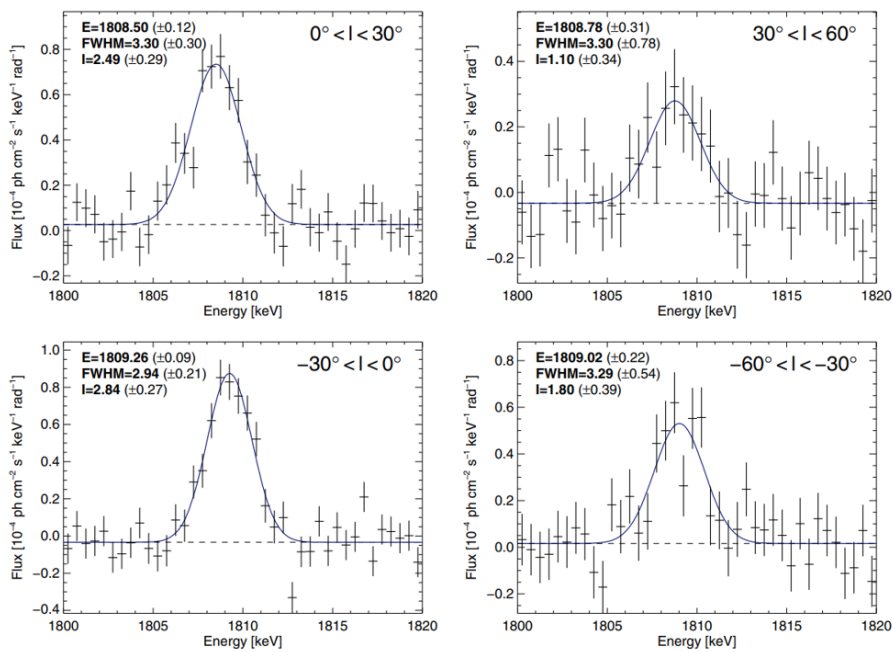 E=1808.50 (±0.12)
FWHM=3.30 (±0.30)
I=2.49 (±0.29)
0°<l<30°
Flux [10⁻⁴ ph cm⁻² s⁻¹ keV⁻¹ rad⁻¹]
0.8
0.6
0.4
0.2
0.0
−0.2
1800 1805 1810 1815 1820
Energy [keV]
E=1808.78 (±0.31)
FWHM=3.30 (±0.78)
I=1.10 (±0.34)
30°<l<60°
Flux [10⁻⁴ ph cm⁻² s⁻¹ keV⁻¹ rad⁻¹]
0.4
0.2
0.0
−0.2
1800 1805 1810 1815 1820
Energy [keV]
E=1809.26 (±0.09)
FWHM=2.94 (±0.21)
I=2.84 (±0.27)
−30°<l<0°
Flux [10⁻⁴ ph cm⁻² s⁻¹ keV⁻¹ rad⁻¹]
1.0
0.8
0.6
0.4
0.2
0.0
−0.2
−0.4
1800 1805 1810 1815 1820
Energy [keV]
E=1809.02 (±0.22)
FWHM=3.29 (±0.54)
I=1.80 (±0.39)
−60°<l<−30°
Flux [10⁻⁴ ph cm⁻² s⁻¹ keV⁻¹ rad⁻¹]
0.8
0.6
0.4
0.2
0.0
−0.2
1800 1805 1810 1815 1820
Energy [keV]